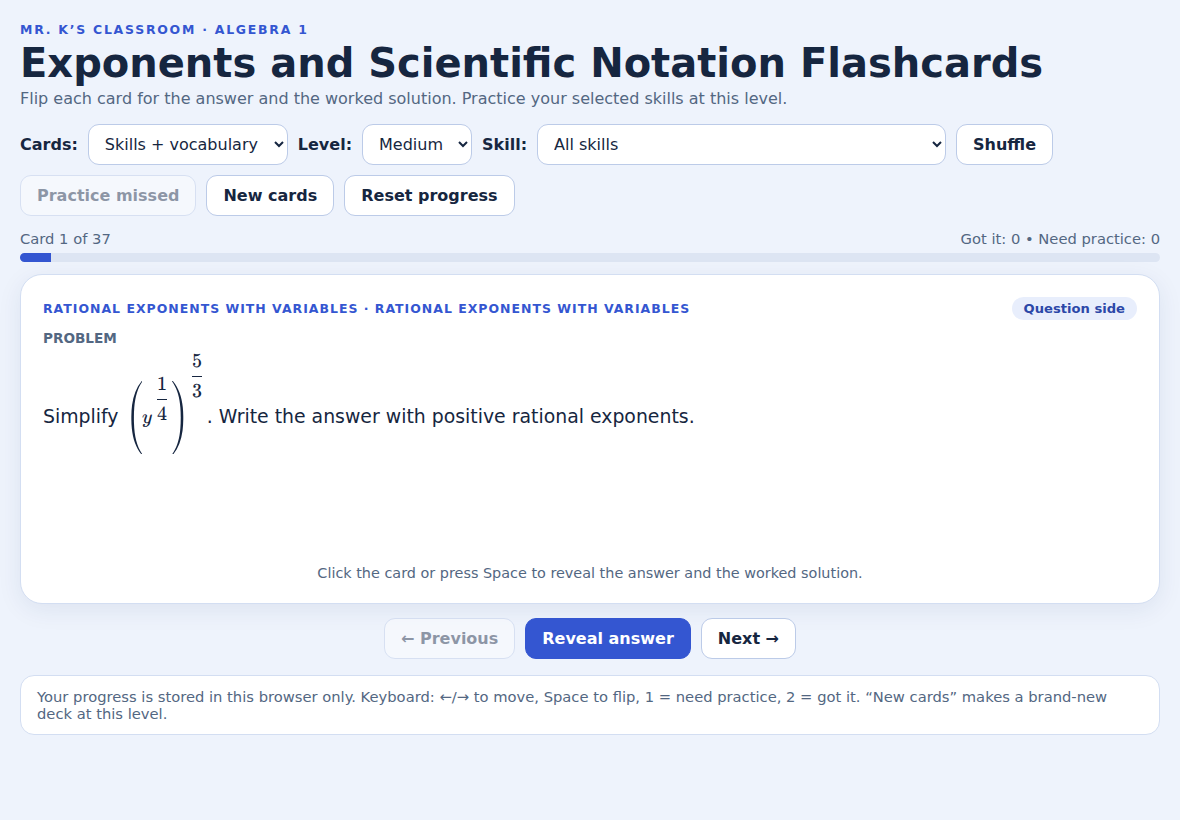 MR. K’S CLASSROOM · ALGEBRA 1
Exponents and Scientific Notation Flashcards
Flip each card for the answer and the worked solution. Practice your selected skills at this level.
Cards: Skills + vocabulary Level: Medium Skill: All skills Shuffle
Practice missed New cards Reset progress
Card 1 of 37 Got it: 0 • Need practice: 0
RATIONAL EXPONENTS WITH VARIABLES · RATIONAL EXPONENTS WITH VARIABLES Question side
PROBLEM
Simplify (y^(1/4))^(5/3). Write the answer with positive rational exponents.
Click the card or press Space to reveal the answer and the worked solution.
← Previous Reveal answer Next →
Your progress is stored in this browser only. Keyboard: ←/→ to move, Space to flip, 1 = need practice, 2 = got it. “New cards” makes a brand-new
deck at this level.